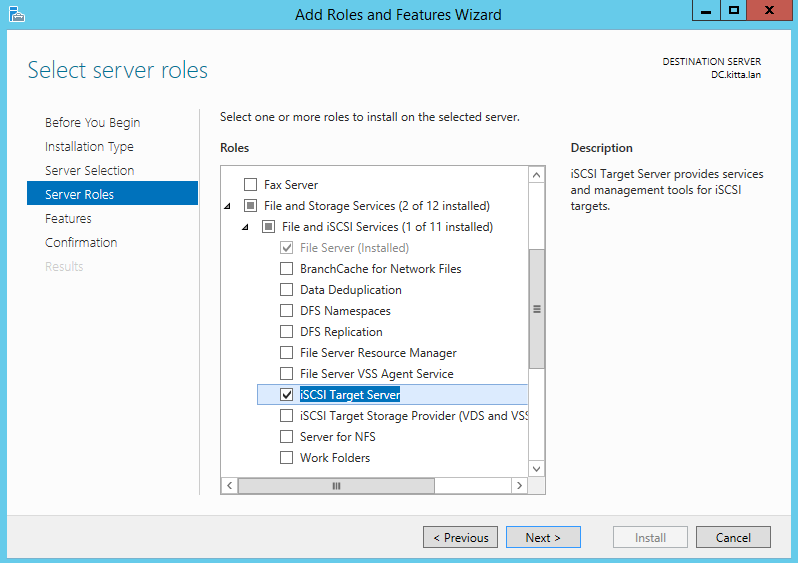 Add Roles and Features Wizard
Select server roles
DESTINATION SERVER
DC.kitta.lan
Before You Begin
Installation Type
Server Selection
Server Roles
Features
Confirmation
Results
Select one or more roles to install on the selected server.
Roles
Fax Server
File and Storage Services (2 of 12 installed)
File and iSCSI Services (1 of 11 installed)
File Server (Installed)
BranchCache for Network Files
Data Deduplication
DFS Namespaces
DFS Replication
File Server Resource Manager
File Server VSS Agent Service
iSCSI Target Server
iSCSI Target Storage Provider (VDS and VSS
Server for NFS
Work Folders
Description
iSCSI Target Server provides services
and management tools for iSCSI
targets.
< Previous
Next >
Install
Cancel